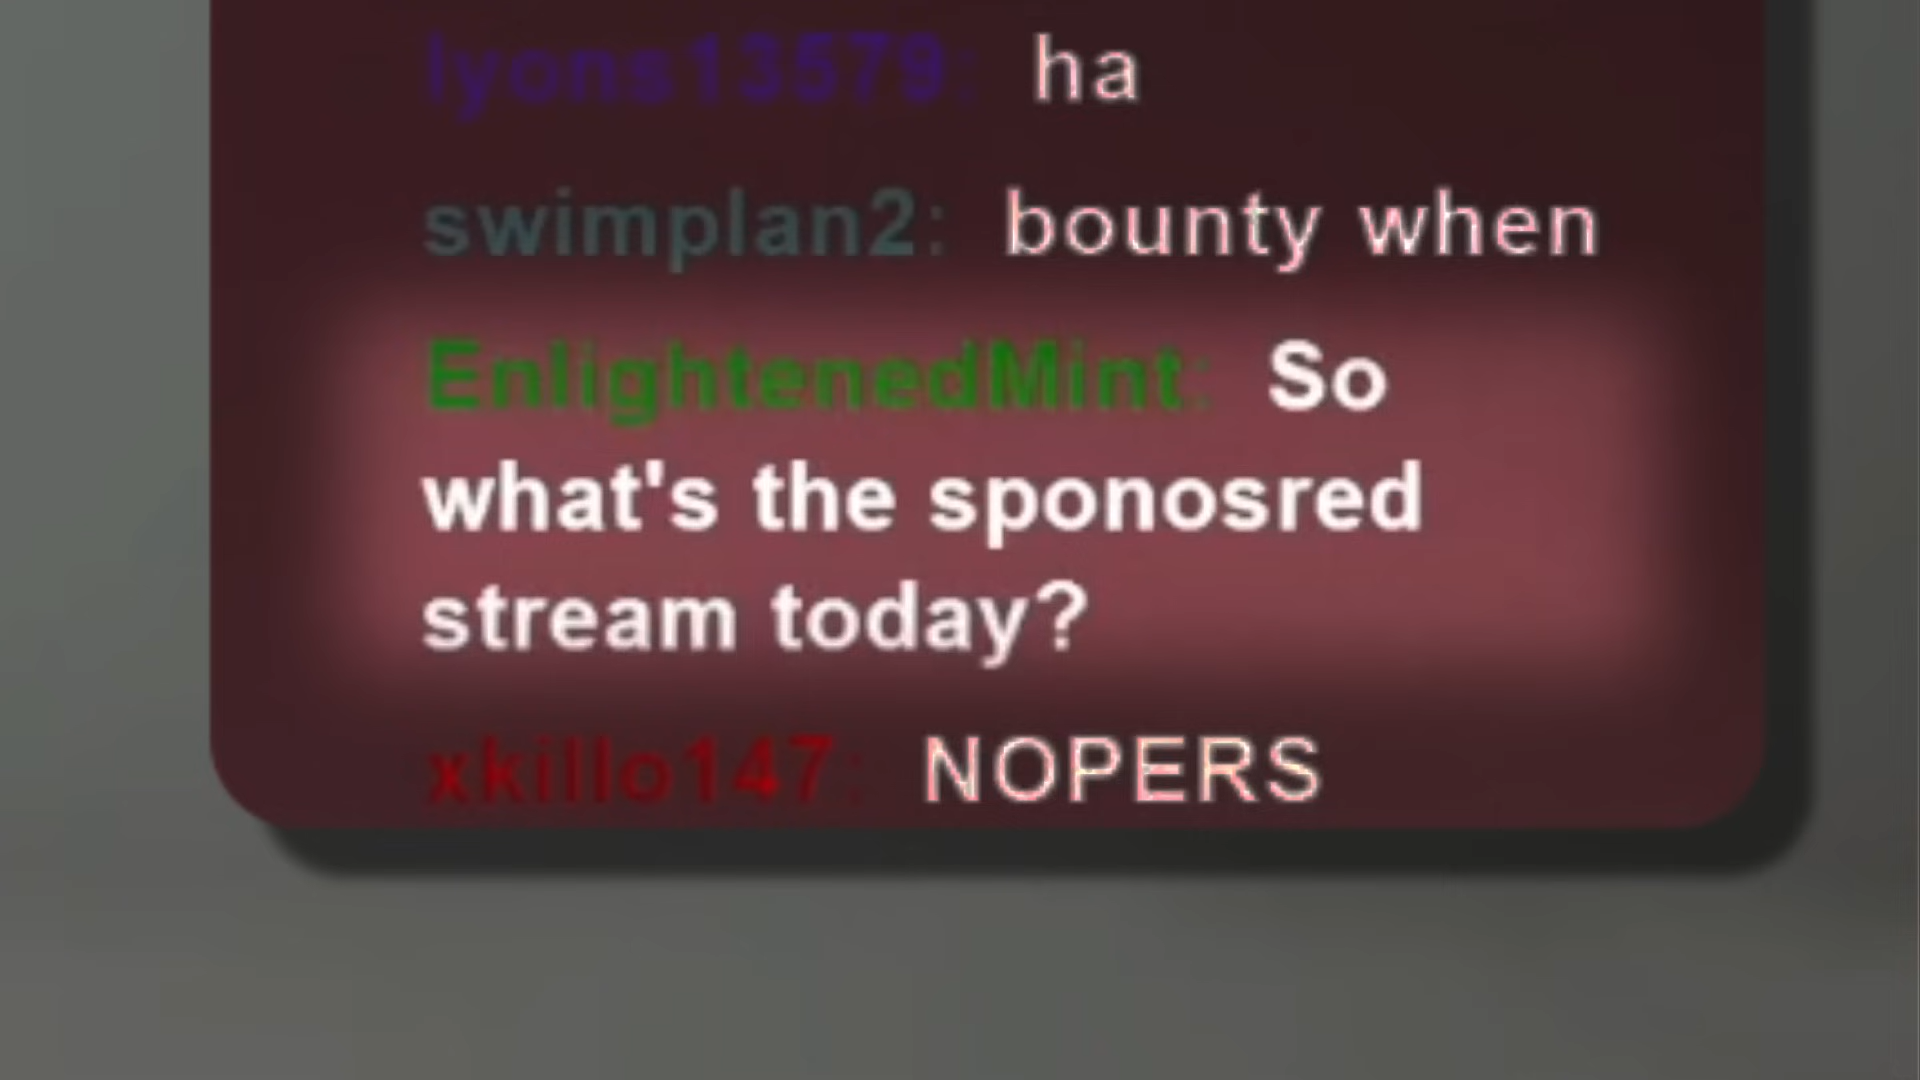 lyons13579: ha
swimplan2: bounty when
EnlightenedMint: So
what's the sponosred
stream today?
xkillo147: NOPERS